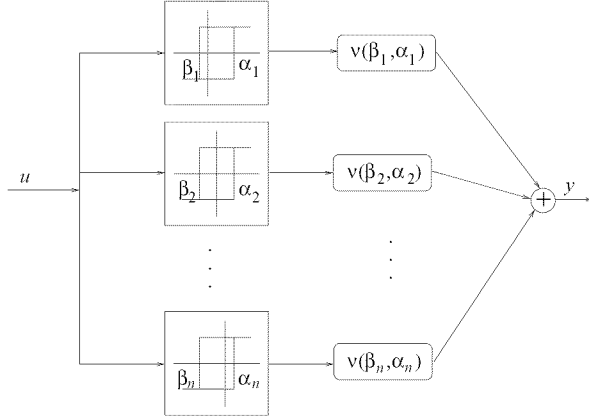 β₁ α₁ ν(β₁,α₁)
β₂ α₂ ν(β₂,α₂)
u y
+
βₙ αₙ ν(βₙ,αₙ)